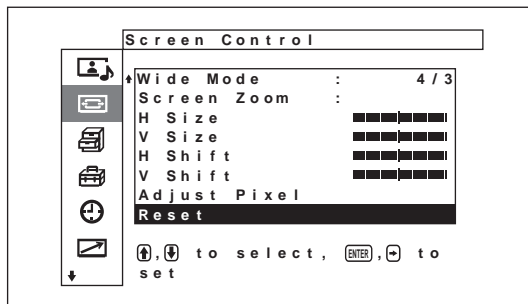 Screen Control
Wide Mode : 4/3
Screen Zoom :
H Size
V Size
H Shift
V Shift
Adjust Pixel
Reset
↑,↓ to select, ENTER,→ to
set